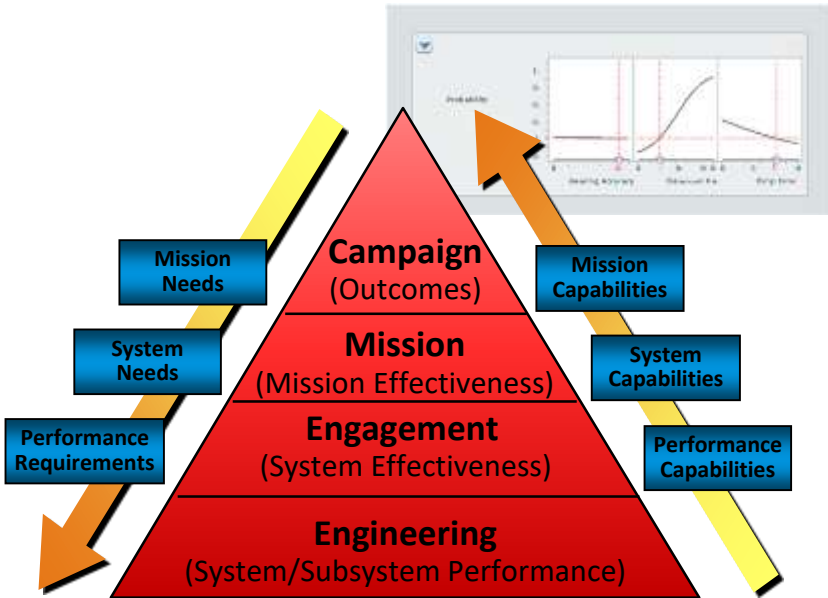 Probability
Campaign
(Outcomes)
Mission
(Mission Effectiveness)
Engagement
(System Effectiveness)
Engineering
(System/Subsystem Performance)
Mission
Needs
System
Needs
Performance
Requirements
Mission
Capabilities
System
Capabilities
Performance
Capabilities